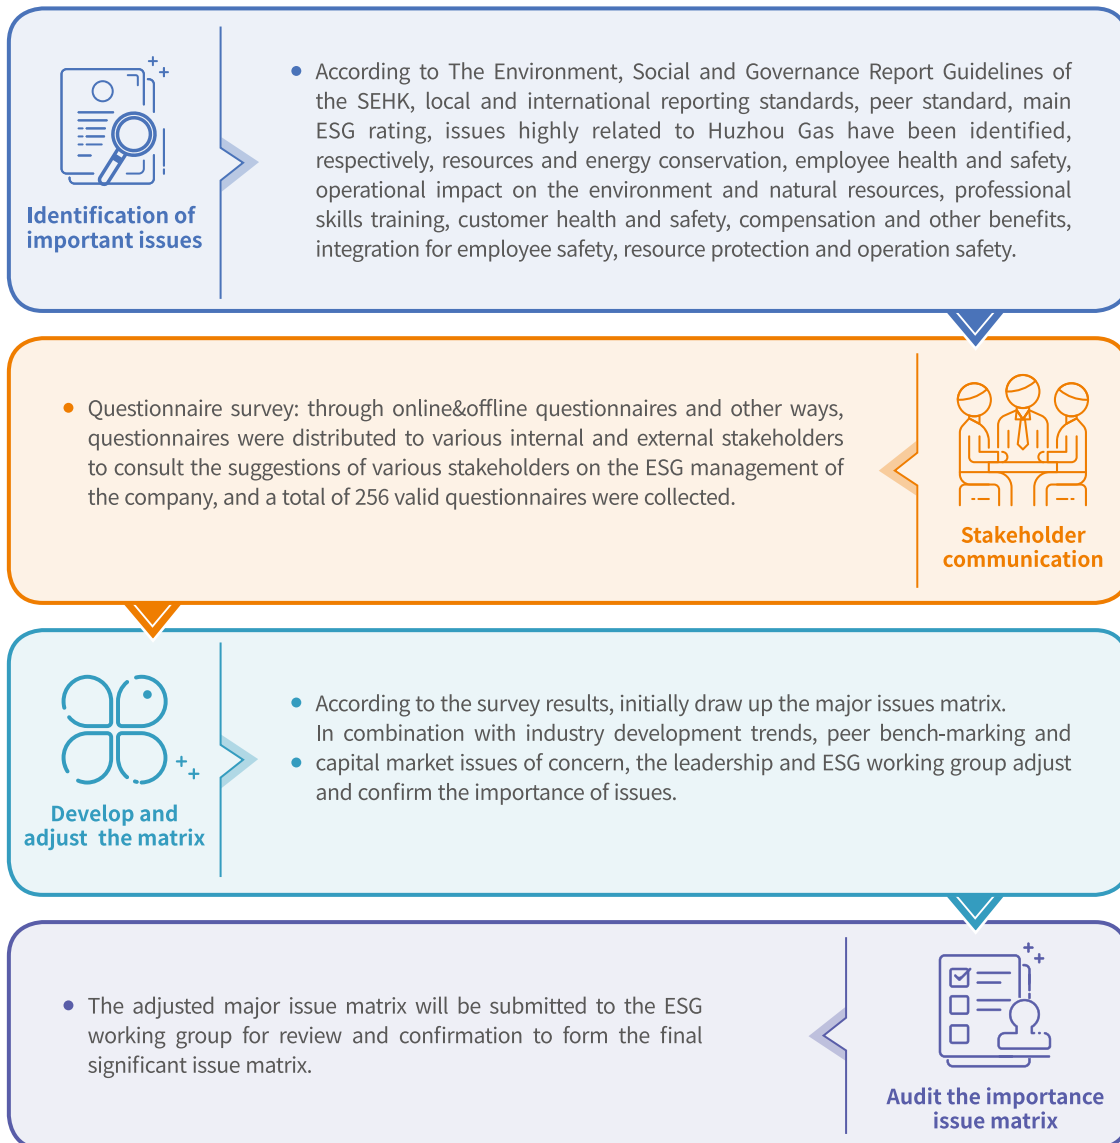 Identification of
important issues
According to The Environment, Social and Governance Report Guidelines of
the SEHK, local and international reporting standards, peer standard, main
ESG rating, issues highly related to Huzhou Gas have been identified,
respectively, resources and energy conservation, employee health and safety,
operational impact on the environment and natural resources, professional
skills training, customer health and safety, compensation and other benefits,
integration for employee safety, resource protection and operation safety.
Questionnaire survey: through online&offline questionnaires and other ways,
questionnaires were distributed to various internal and external stakeholders
to consult the suggestions of various stakeholders on the ESG management of
the company, and a total of 256 valid questionnaires were collected.
Stakeholder
communication
Develop and
adjust the matrix
According to the survey results, initially draw up the major issues matrix.
In combination with industry development trends, peer bench-marking and
capital market issues of concern, the leadership and ESG working group adjust
and confirm the importance of issues.
The adjusted major issue matrix will be submitted to the ESG
working group for review and confirmation to form the final
significant issue matrix.
Audit the importance
issue matrix